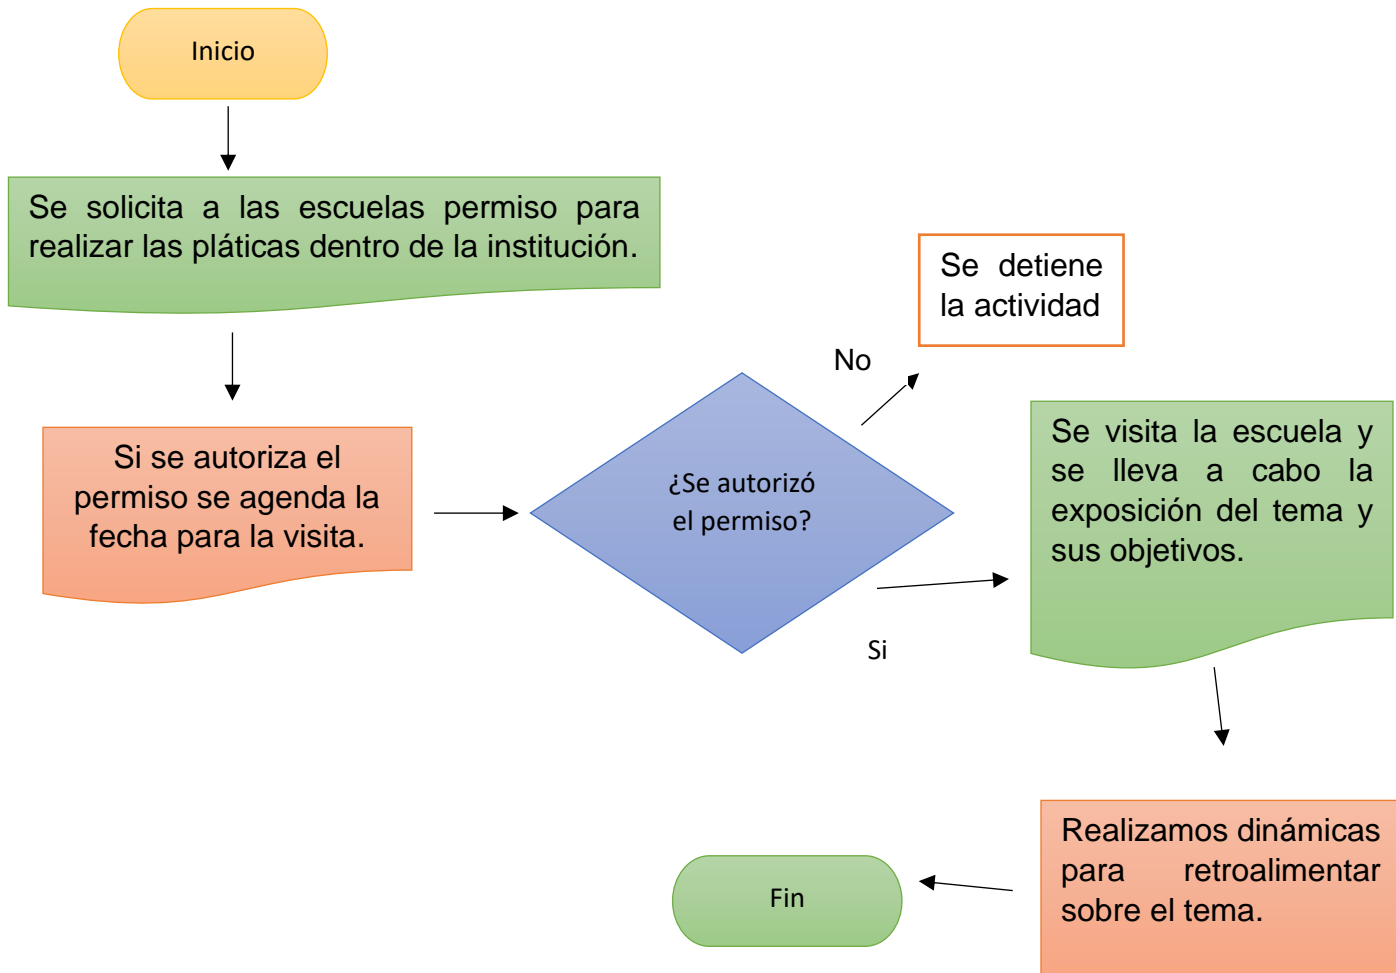 Inicio
Se solicita a las escuelas permiso para
realizar las pláticas dentro de la institución.
Si se autoriza el
permiso se agenda la
fecha para la visita.
¿Se autorizó
el permiso?
No
Se detiene
la actividad
Si
Se visita la escuela y
se lleva a cabo la
exposición del tema y
sus objetivos.
Realizamos dinámicas
para retroalimentar
sobre el tema.
Fin